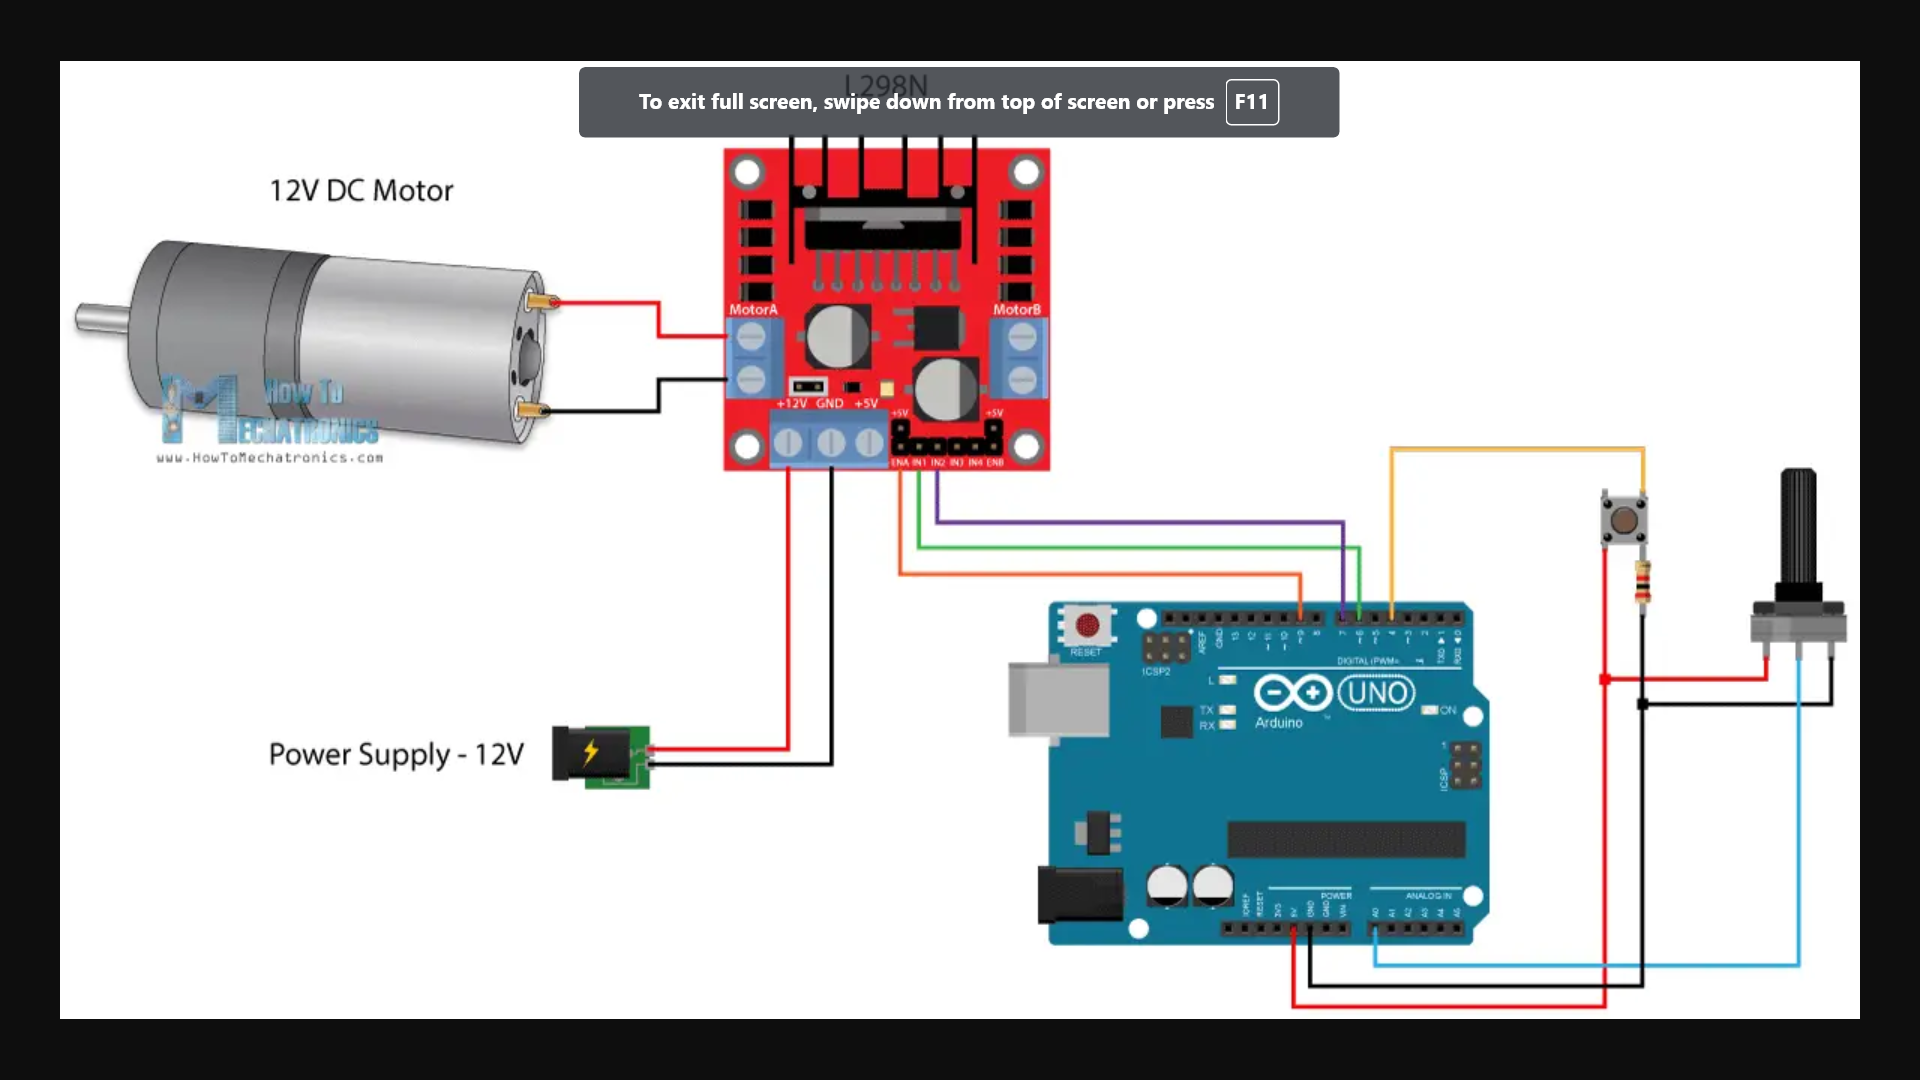 L298N
To exit full screen, swipe down from top of screen or press F11
12V DC Motor
MotorA
MotorB
+12V GND +5V
+5V
+5V
ENA IN1 IN2 IN3 IN4 ENB
How To
MECHATRONICS
www.HowToMechatronics.com
Power Supply - 12V
RESET
ICSP2
AREF
GND
13
12
~11
~10
~9
8
7
~6
~5
4
~3
2
TX0 1
RX0 0
DIGITAL (PWM~
L
TX
RX
UNO
Arduino
ON
1
ICSP
POWER
ANALOG IN
IOREF
RESET
3V3
5V
GND
GND
VIN
A0
A1
A2
A3
A4
A5